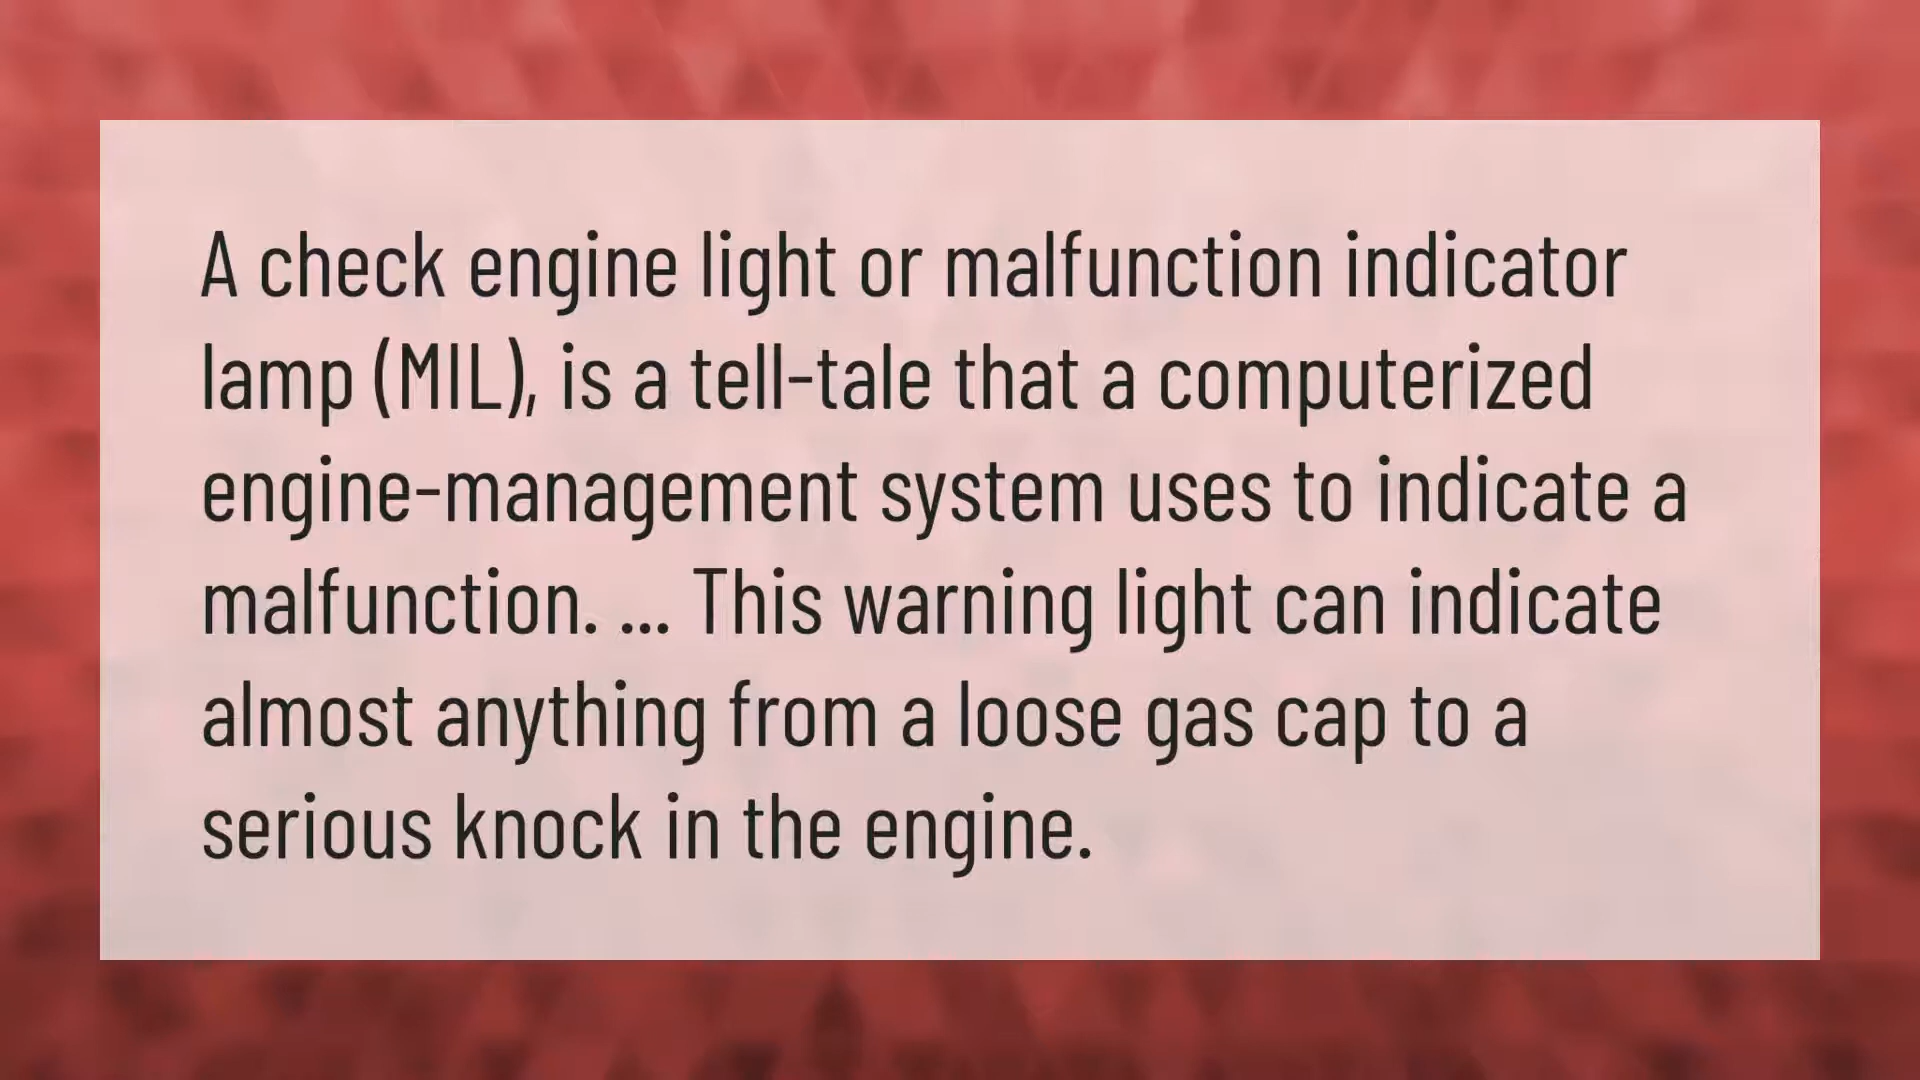 A check engine light or malfunction indicator
lamp (MIL), is a tell-tale that a computerized
engine-management system uses to indicate a
malfunction. ... This warning light can indicate
almost anything from a loose gas cap to a
serious knock in the engine.